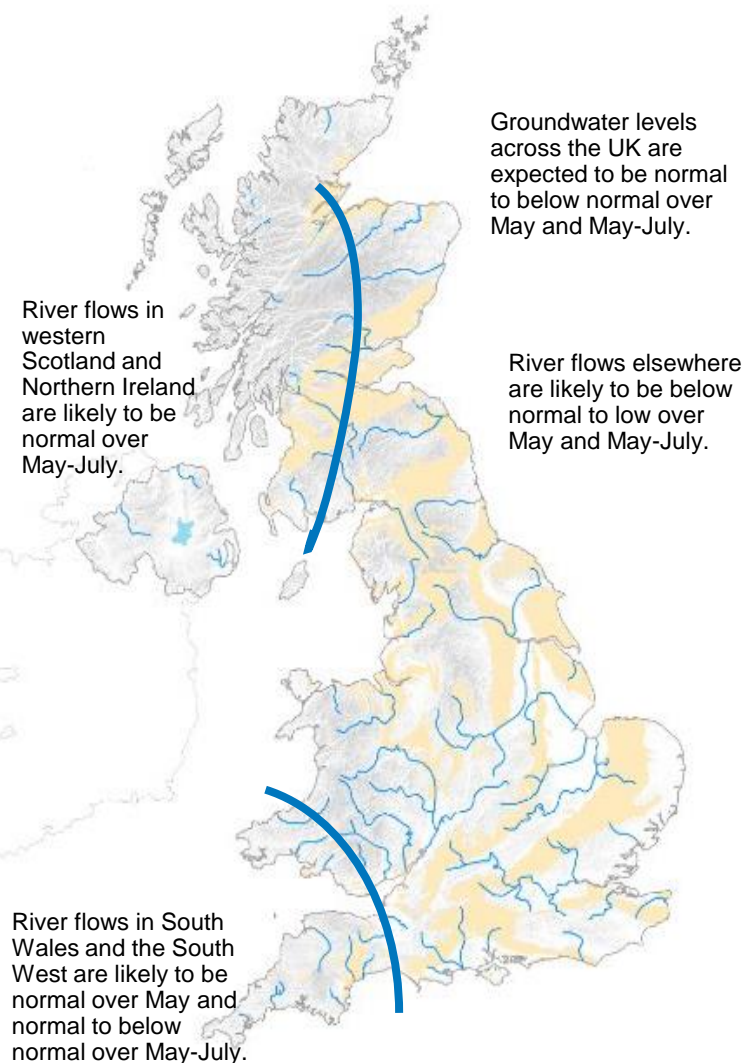 Groundwater levels
across the UK are
expected to be normal
to below normal over
May and May-July.
River flows in
western
Scotland and
Northern Ireland
are likely to be
normal over
May-July.
River flows elsewhere
are likely to be below
normal to low over
May and May-July.
River flows in South
Wales and the South
West are likely to be
normal over May and
normal to below
normal over May-July.